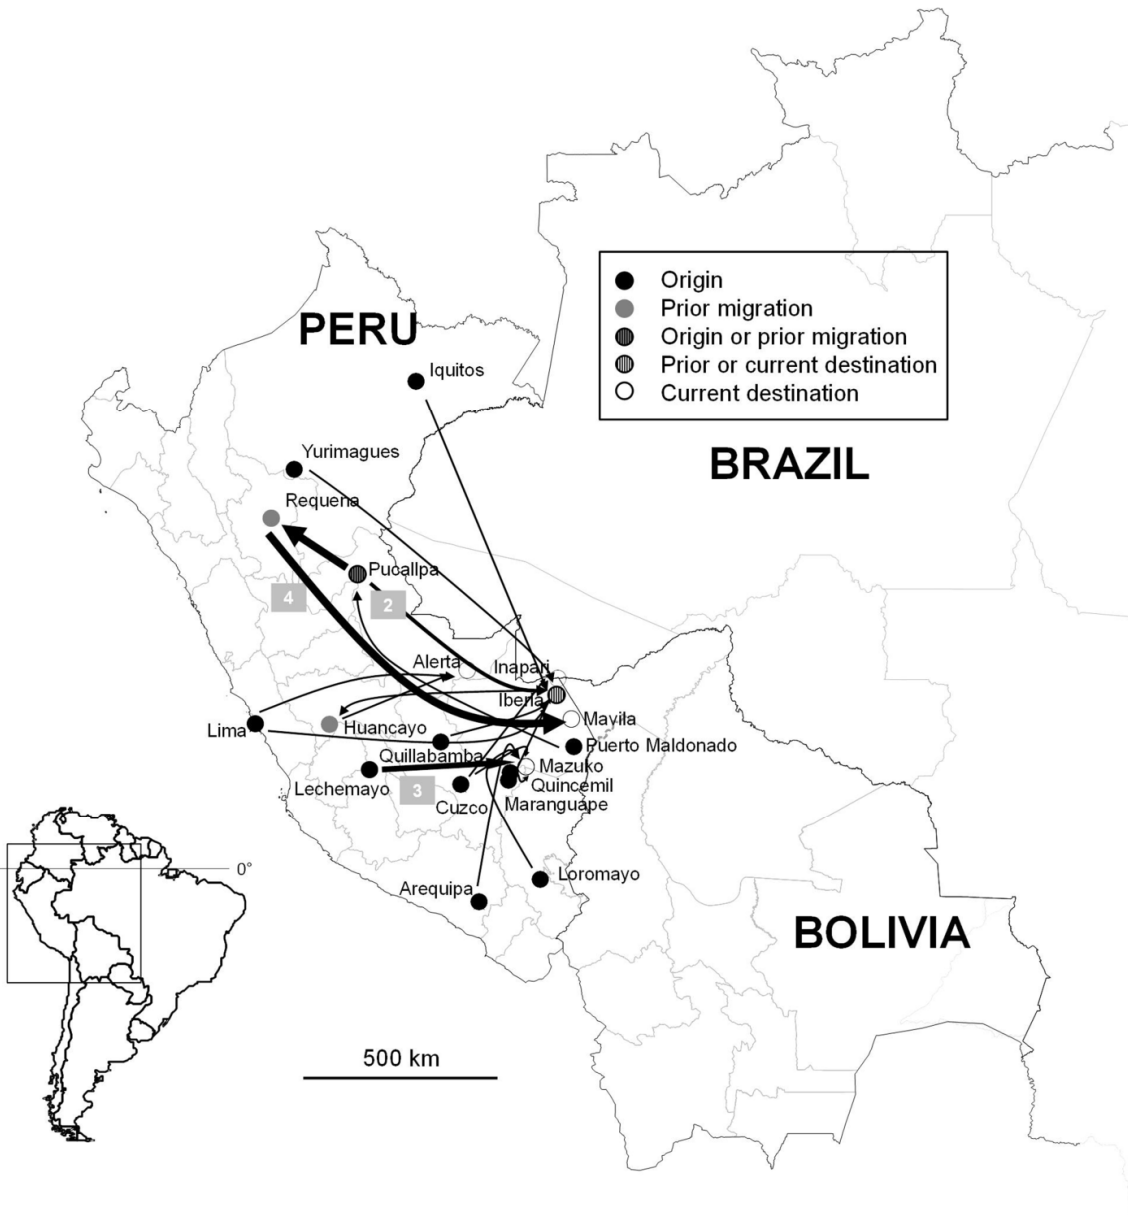 Origin
Prior migration
PERU
Origin or prior migration
Prior or current destination
Iquitos
Current destination
Yurimagues
BRAZIL
Requena
Pucallpa
4
2
Alerta
Inapari
Iberia
Mavila
Lima
Huancayo
Puerto Maldonado
Quillabamba
Mazuko
Lechemayo
3
Quincemil
Cuzco
Maranguape
0°
Loromayo
Arequipa
BOLIVIA
500 km